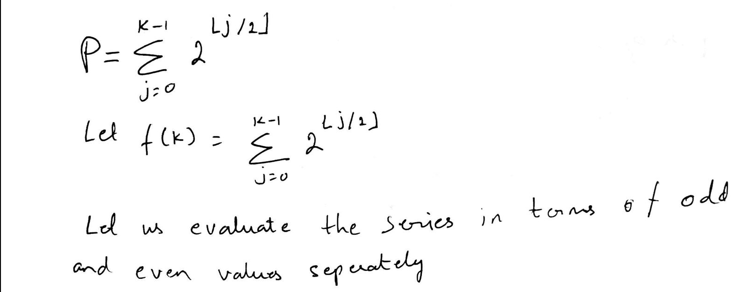 P = Σ_{j=0}^{K-1} 2^{⌊j/2⌋}
Let f(K) = Σ_{j=0}^{K-1} 2^{⌊j/2⌋}
Let us evaluate the series in terms of odd
and even values seperately